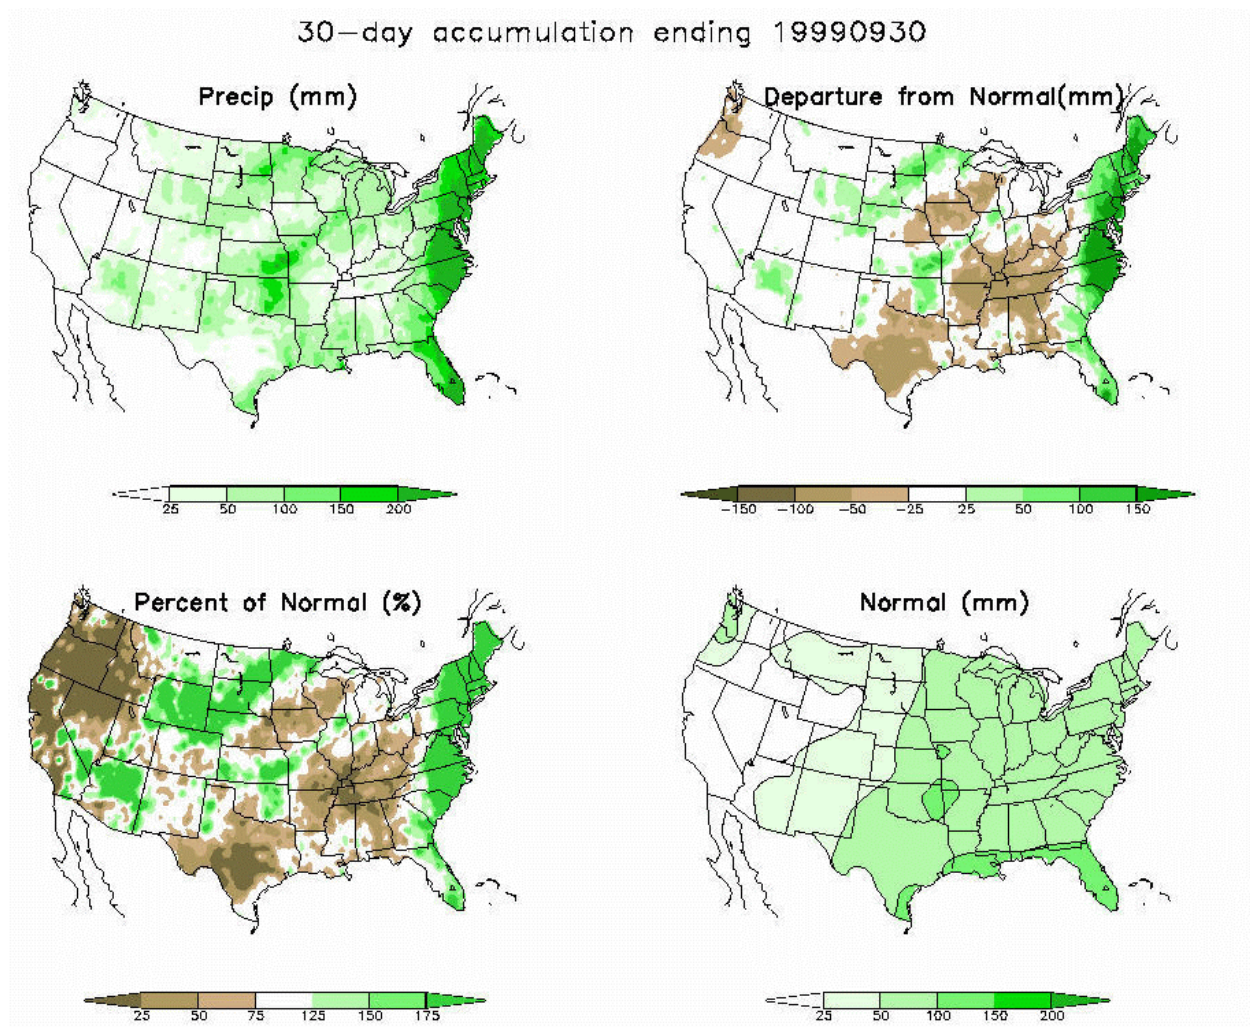 30-day accumulation ending 19990930
Precip (mm)
Departure from Normal(mm)
25 50 100 150 200
-150 -100 -50 -25 25 50 100 150
Percent of Normal (%)
Normal (mm)
25 50 75 125 150 175
25 50 100 150 200